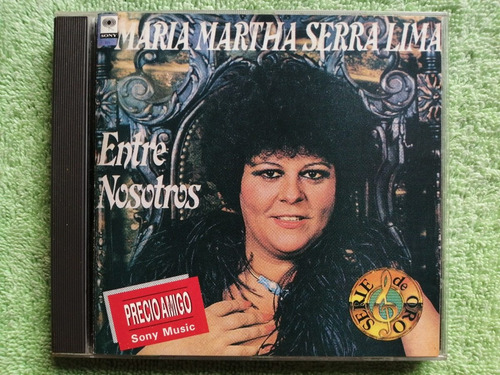 SONY
MARIA MARTHA SERRA LIMA
Entre
Nosotros
PRECIO AMIGO
Sony Music
SERIE de ORO